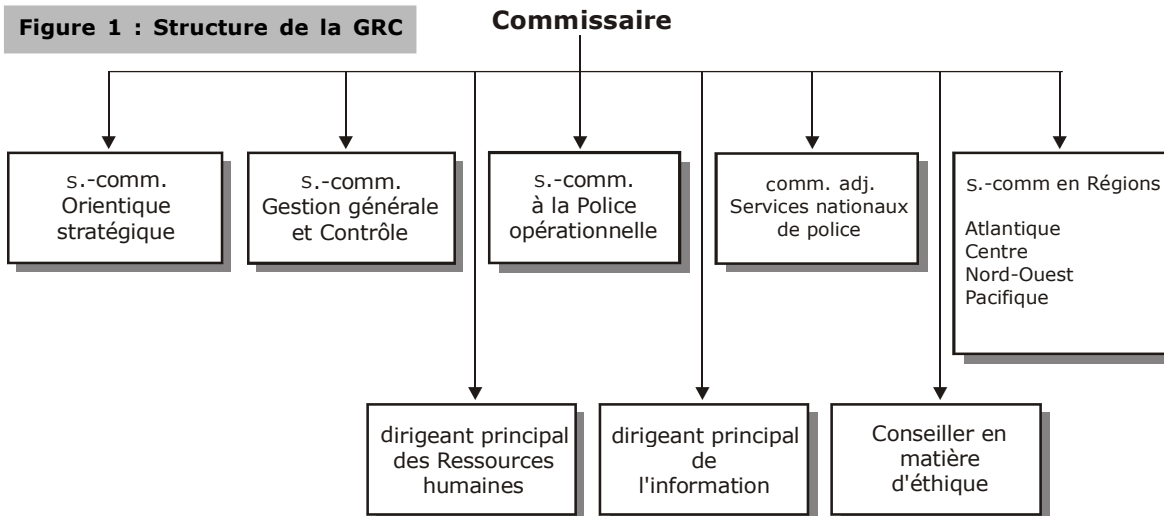 Figure 1 : Structure de la GRC
Commissaire
s.-comm.
Orientique
stratégique
s.-comm.
Gestion générale
et Contrôle
s.-comm.
à la Police
opérationnelle
comm. adj.
Services nationaux
de police
s.-comm en Régions
Atlantique
Centre
Nord-Ouest
Pacifique
dirigeant principal
des Ressources
humaines
dirigeant principal
de
l'information
Conseiller en
matière
d'éthique